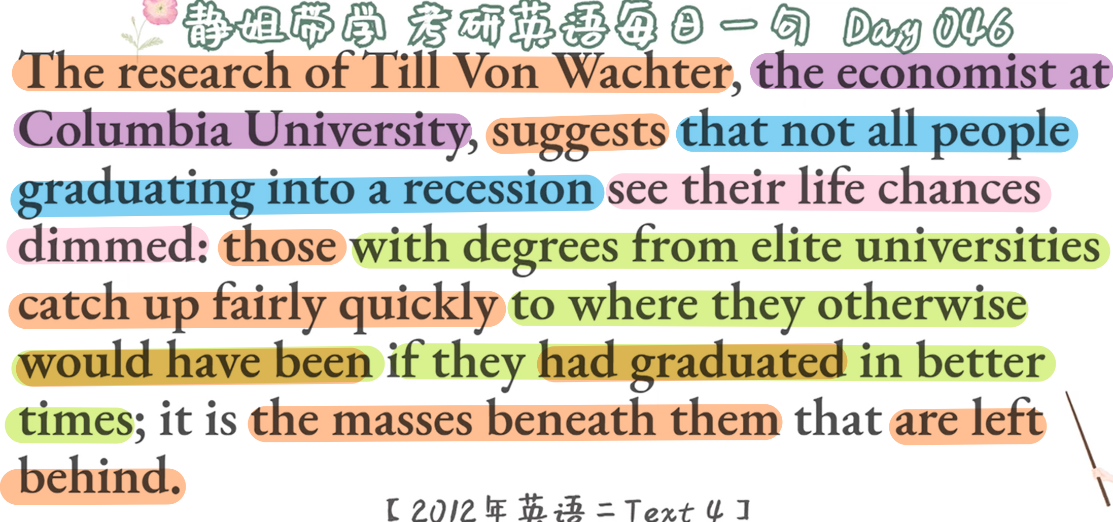 静姐带学 考研英语每日一句 Day 046
The research of Till Von Wachter, the economist at
Columbia University, suggests that not all people
graduating into a recession see their life chances
dimmed: those with degrees from elite universities
catch up fairly quickly to where they otherwise
would have been if they had graduated in better
times; it is the masses beneath them that are left
behind.
[ 2012年英语二Text 4 ]